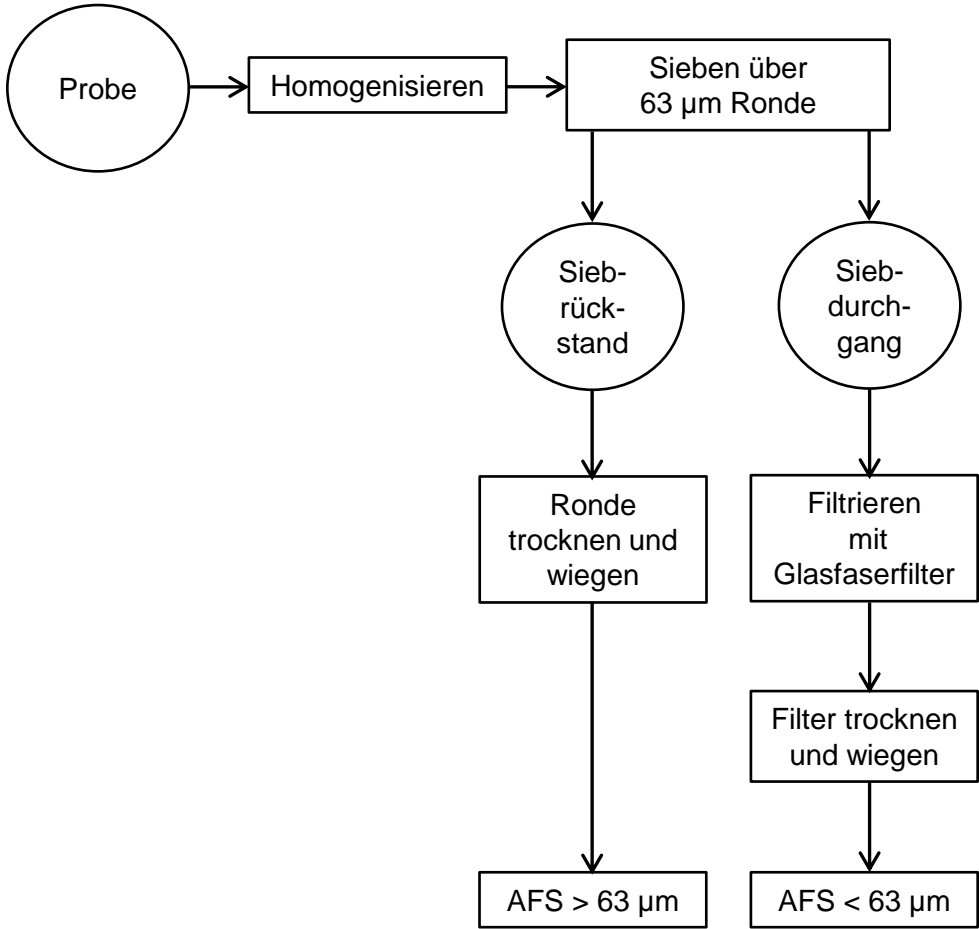 Probe
Homogenisieren
Sieben über
63 µm Ronde
Sieb-
rück-
stand
Sieb-
durch-
gang
Ronde
trocknen und
wiegen
Filtrieren
mit
Glasfaserfilter
Filter trocknen
und wiegen
AFS > 63 µm
AFS < 63 µm